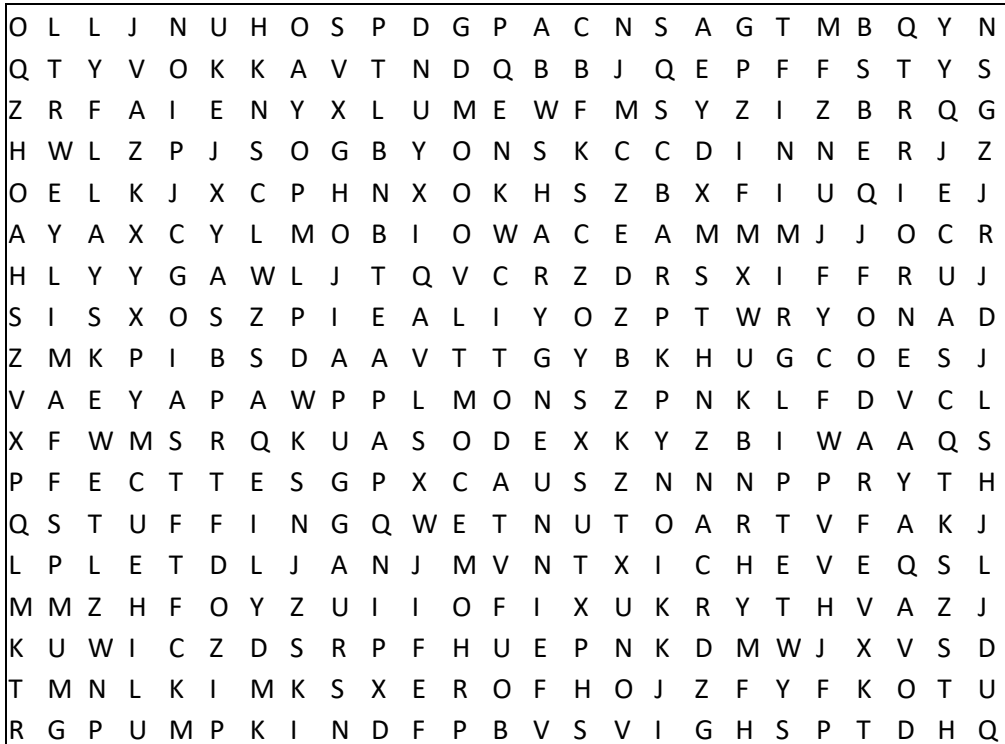 O L L J N U H O S P D G P A C N S A G T M B Q Y N
Q T Y V O K K A V T N D Q B B J Q E P F F S T Y S
Z R F A I E N Y X L U M E W F M S Y Z I Z B R Q G
H W L Z P J S O G B Y O N S K C C D I N N E R J Z
O E L K J X C P H N X O K H S Z B X F I U Q I E J
A Y A X C Y L M O B I O W A C E A M M M J J O C R
H L Y Y G A W L J T Q V C R Z D R S X I F F R U J
S I S X O S Z P I E A L I Y O Z P T W R Y O N A D
Z M K P I B S D A A V T T G Y B K H U G C O E S J
V A E Y A P A W P P L M O N S Z P N K L F D V C L
X F W M S R Q K U A S O D E X K Y Z B I W A A Q S
P F E C T T E S G P X C A U S Z N N N P P R Y T H
Q S T U F F I N G Q W E T N U T O A R T V F A K J
L P L E T D L J A N J M V N T X I C H E V E Q S L
M M Z H F O Y Z U I I O F I X U K R Y T H V A Z J
K U W I C Z D S R P F H U E P N K D M W J X V S D
T M N L K I M K S X E R O F H O J Z F Y F K O T U
R G P U M P K I N D F P B V S V I G H S P T D H Q